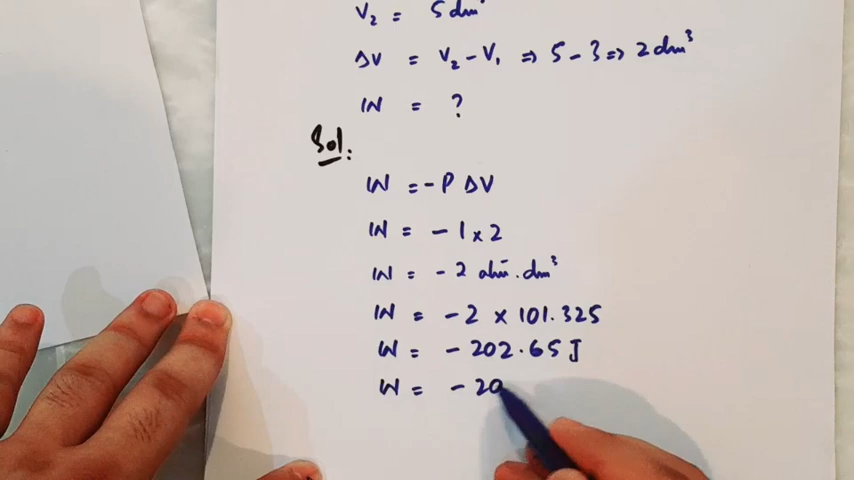 V₂ = 5 dm³
ΔV = V₂ - V₁ ⇒ 5 - 3 ⇒ 2 dm³
W = ?
Sol:
W = - P ΔV
W = - 1 x 2
W = - 2 atm. dm³
W = - 2 x 101.325
W = - 202.65 J
W = - 20